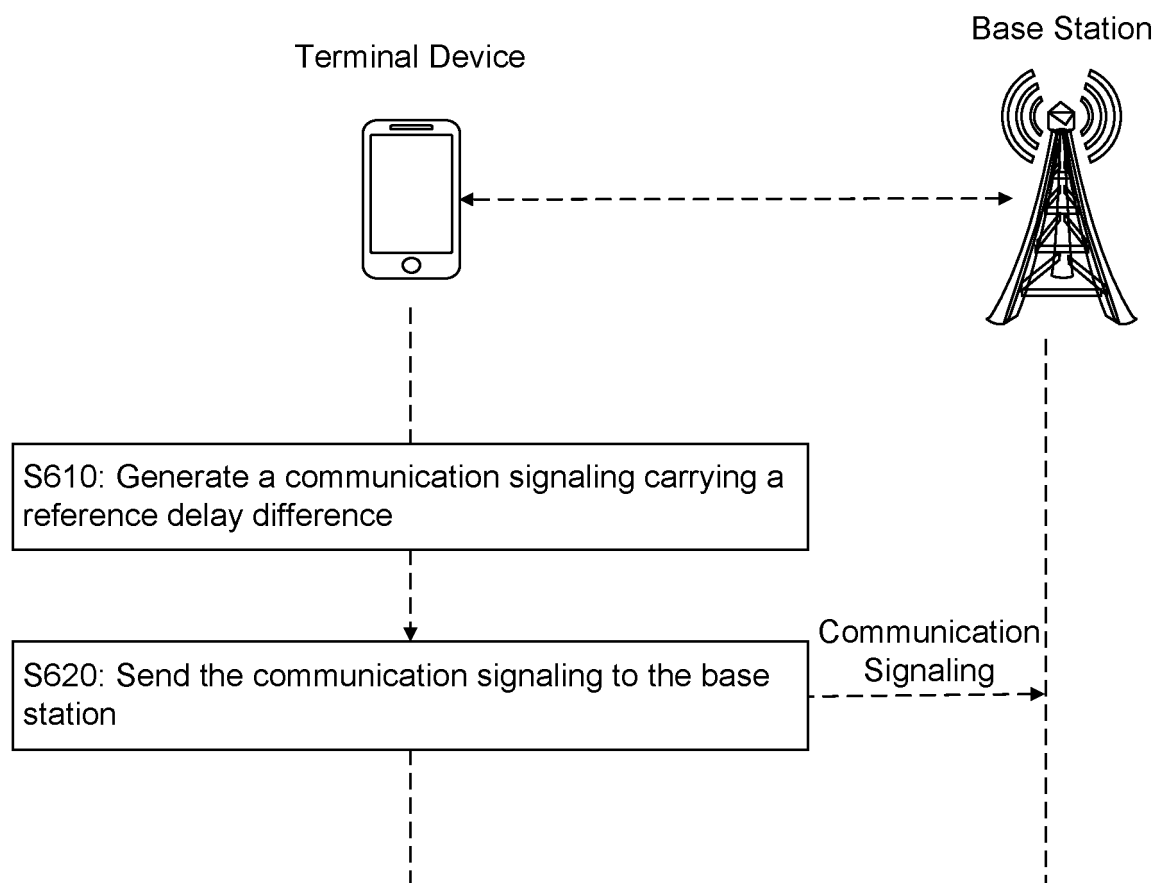 Base Station
Terminal Device
S610: Generate a communication signaling carrying a
reference delay difference
Communication
Signaling
S620: Send the communication signaling to the base
station